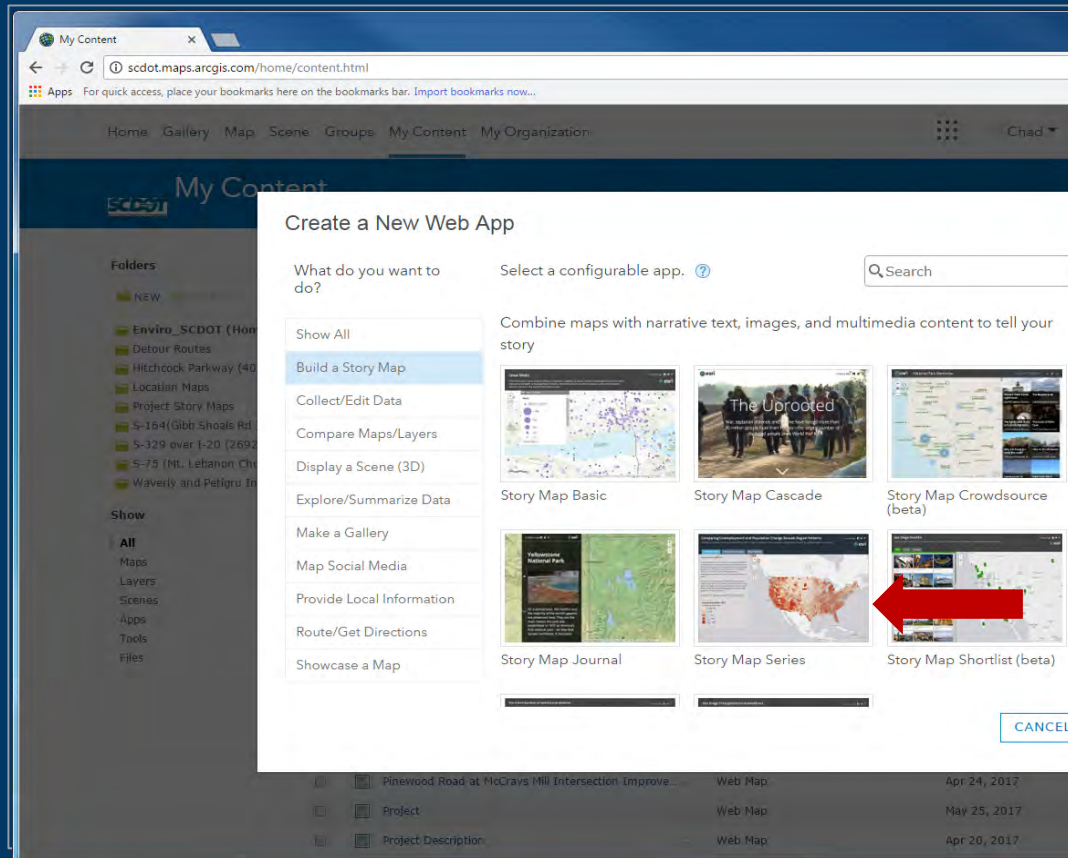 My Content
scdot.maps.arcgis.com/home/content.html
Apps For quick access, place your bookmarks here on the bookmarks bar. Import bookmarks now...
Home Gallery Map Scene Groups My Content My Organization Chad
SCDOT My Content
Create a New Web App
What do you want to do?
Select a configurable app.
Search
Combine maps with narrative text, images, and multimedia content to tell your
story
Show All
Build a Story Map
Collect/Edit Data
Compare Maps/Layers
Display a Scene (3D)
Explore/Summarize Data
Make a Gallery
Map Social Media
Provide Local Information
Route/Get Directions
Showcase a Map
esri
The Uprooted
Story Map Basic
Story Map Cascade
Story Map Crowdsource
(beta)
Yellowstone
National Park
Story Map Journal
Story Map Series
Story Map Shortlist (beta)
CANCEL
Folders
NEW
Enviro_SCDOT (Hom
Detour Routes
Hitchcock Parkway (40
Location Maps
Project Story Maps
S-164(Gibb Shoals Rd
S-329 over I-20 (2692
S-75 (Mt. Lebanon Chu
Waverly and Petigru In
Show
All
Maps
Layers
Scenes
Apps
Tools
Files
Pinewood Road at McCrays Mill Intersection Improve... Web Map Apr 24, 2017
Project Web Map May 25, 2017
Project Description Web Map Apr 20, 2017